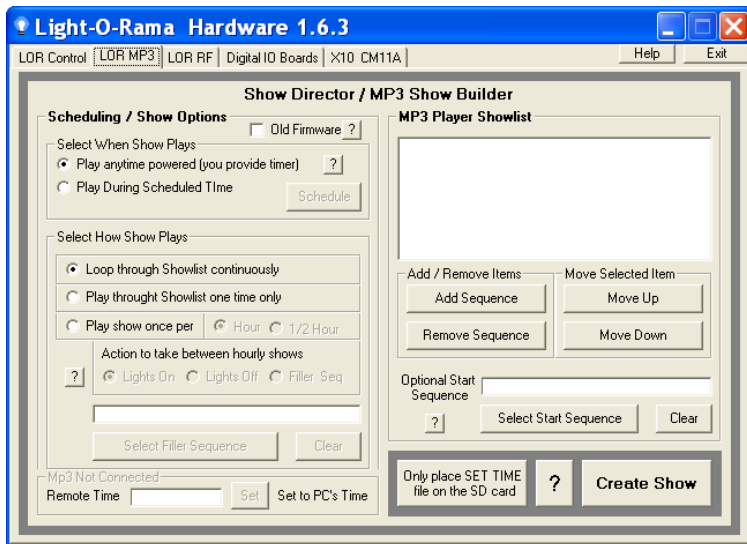 Light-O-Rama Hardware 1.6.3
LOR Control
LOR MP3
LOR RF
Digital IO Boards
X10 CM11A
Help
Exit
Show Director / MP3 Show Builder
Scheduling / Show Options
Old Firmware
?
Select When Show Plays
Play anytime powered (you provide timer)
?
Play During Scheduled TIme
Schedule
Select How Show Plays
Loop through Showlist continuously
Play throught Showlist one time only
Play show once per
Hour
1/2 Hour
Action to take between hourly shows
?
Lights On
Lights Off
Filler Seq
Select Filler Sequence
Clear
Mp3 Not Connected
Remote Time
Set
Set to PC's Time
MP3 Player Showlist
Add / Remove Items
Add Sequence
Remove Sequence
Move Selected Item
Move Up
Move Down
Optional Start
Sequence
?
Select Start Sequence
Clear
Only place SET TIME
file on the SD card
?
Create Show